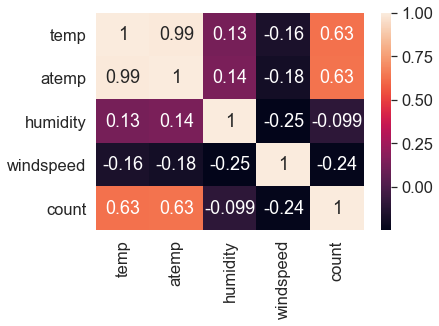 temp 1 0.99 0.13 -0.16 0.63
atemp 0.99 1 0.14 -0.18 0.63
humidity 0.13 0.14 1 -0.25 -0.099
windspeed -0.16 -0.18 -0.25 1 -0.24
count 0.63 0.63 -0.099 -0.24 1
temp atemp humidity windspeed count
1.00
0.75
0.50
0.25
0.00